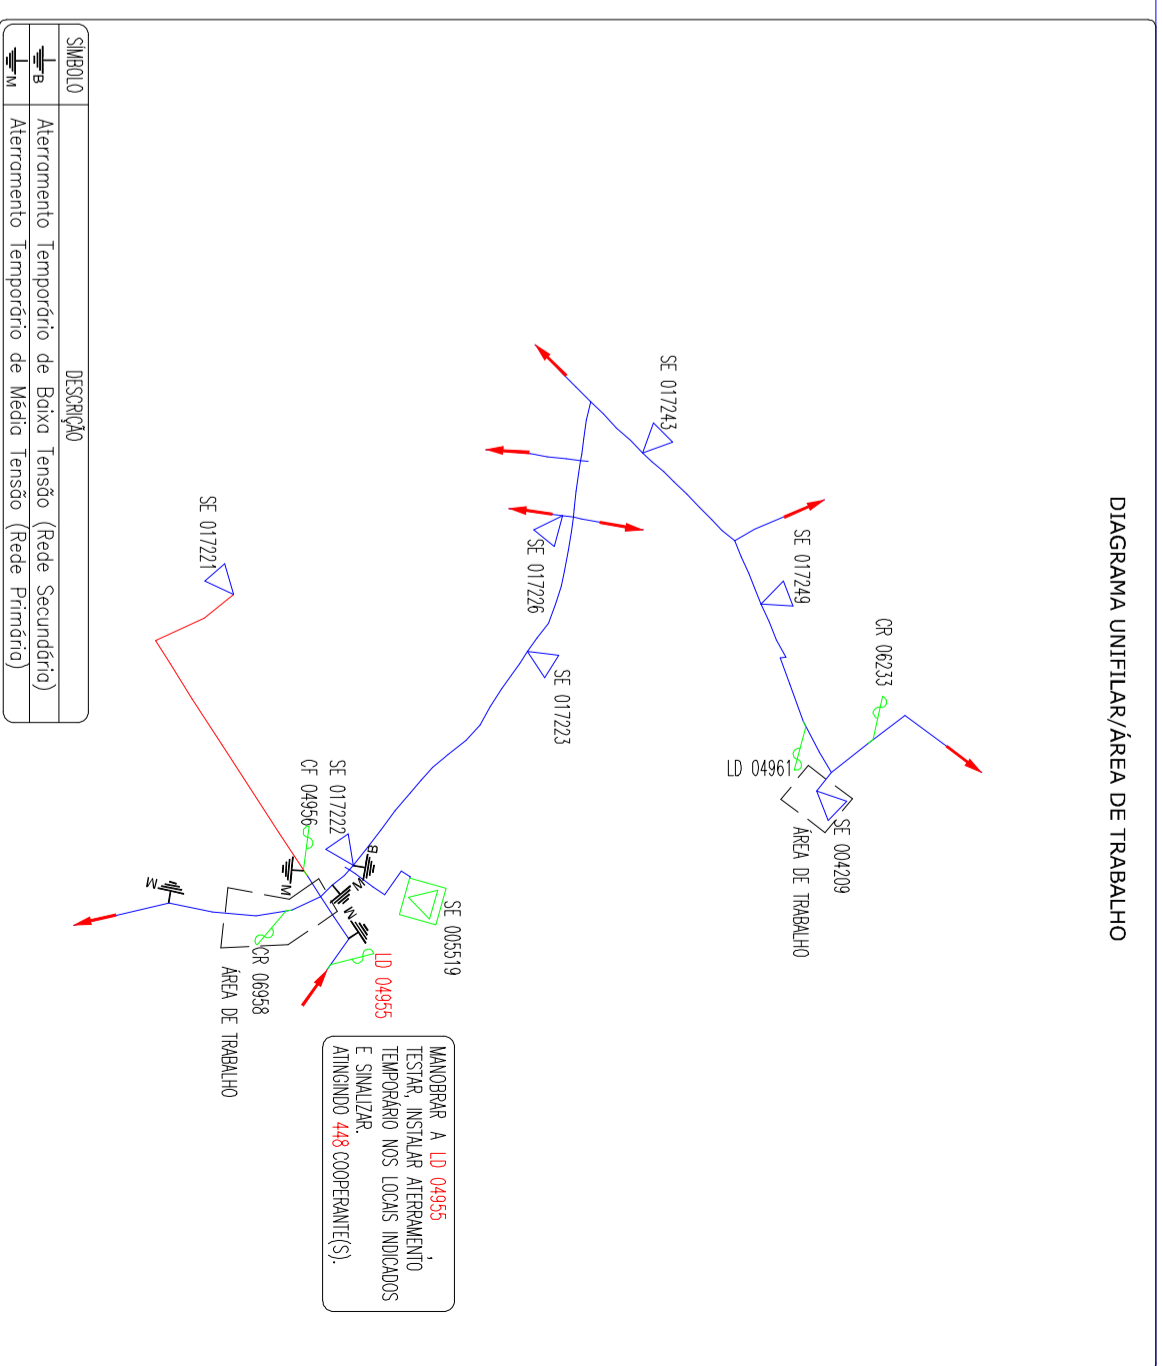 DIAGRAMA UNIFILAR/ÁREA DE TRABALHO
CR 06233
SE 004209
SE 017249
ÁREA DE TRABALHO
LD 04961
SE 017243
SE 017223
SE 017226
SE 005519
MANOBRAR A LD 04955 ,
TESTAR, INSTALAR ATERRAMENTO
TEMPORÁRIO NOS LOCAIS INDICADOS
E SINALIZAR.
ATINGINDO 448 COOPERANTE(S).
LD 04955
B
M
M
SE 017222
CF 04956
M
CR 06958
ÁREA DE TRABALHO
SE 017221
M
SÍMBOLO DESCRIÇÃO
B Aterramento Temporário de Baixa Tensão (Rede Secundária)
M Aterramento Temporário de Média Tensão (Rede Primária)